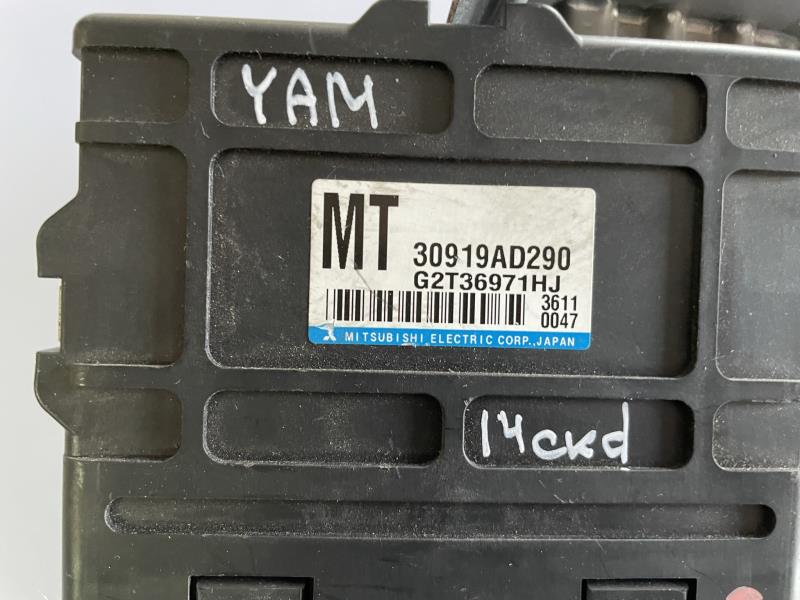 YAM
MT 30919AD290
G2T36971HJ
3611
0047
MITSUBISHI ELECTRIC CORP.,JAPAN
14ckd